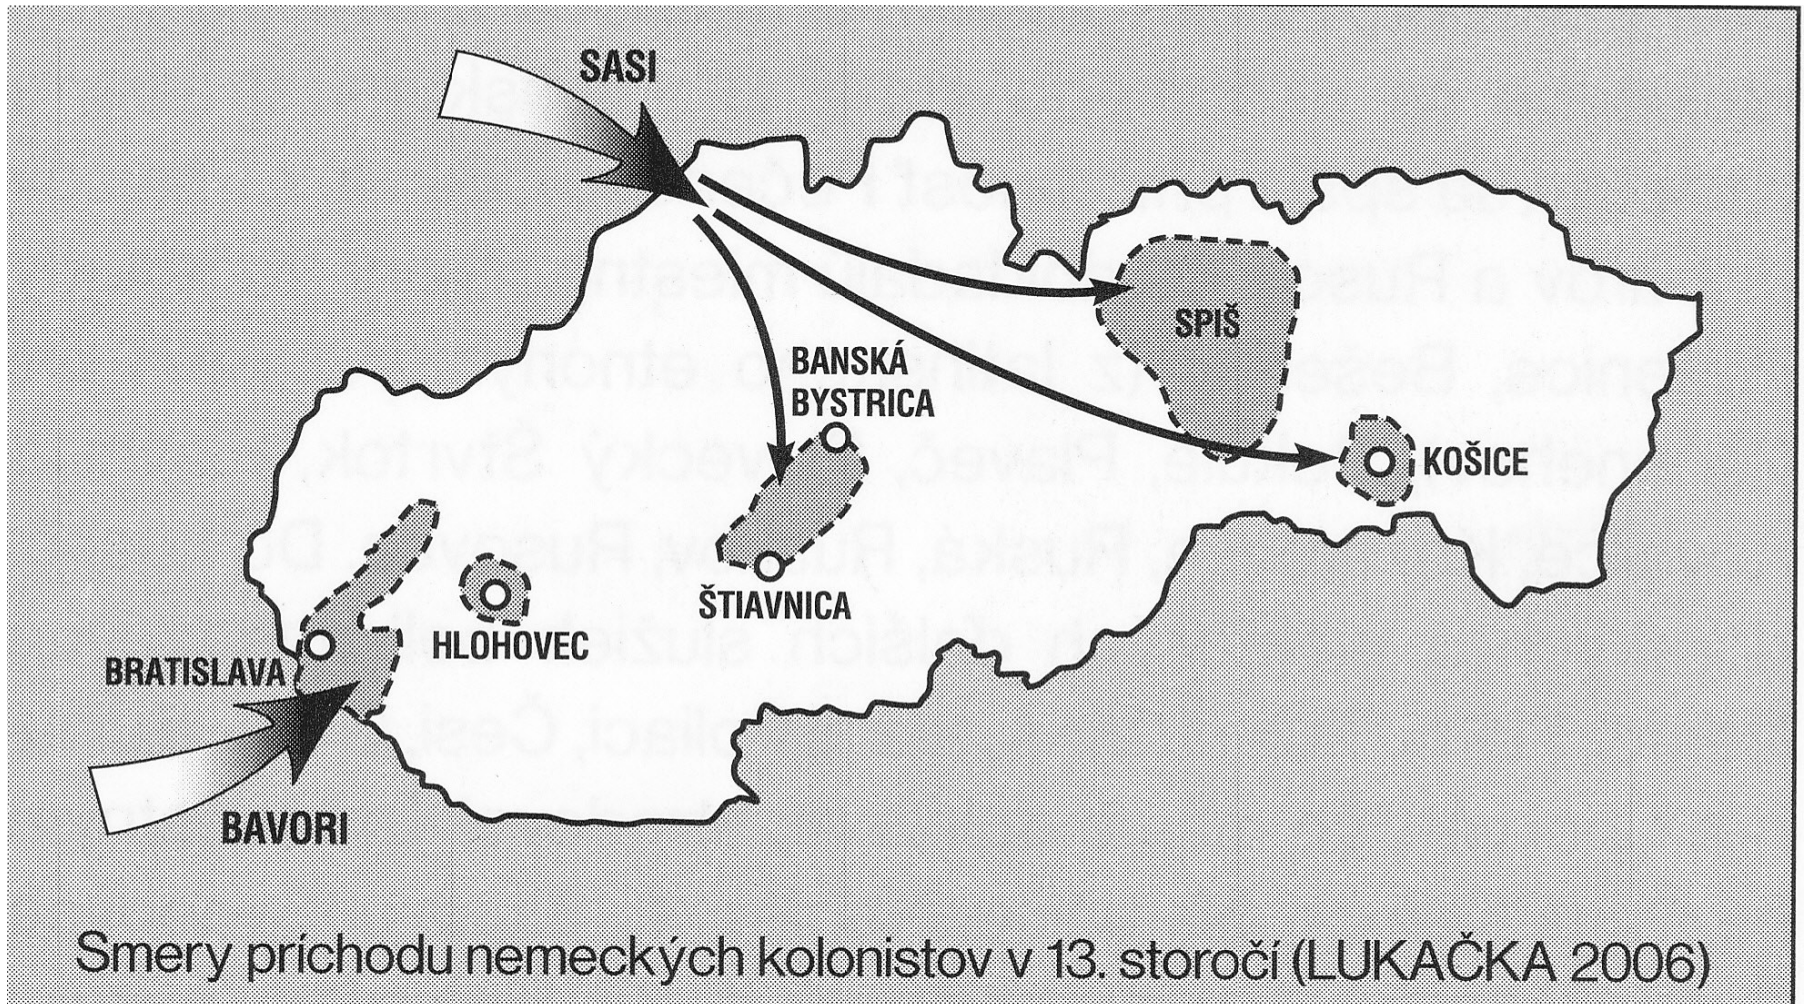 SASI
SPIŠ
BANSKÁ
BYSTRICA
KOŠICE
ŠTIAVNICA
HLOHOVEC
BRATISLAVA
BAVORI
Smery príchodu nemeckých kolonistov v 13. storočí (LUKAČKA 2006)